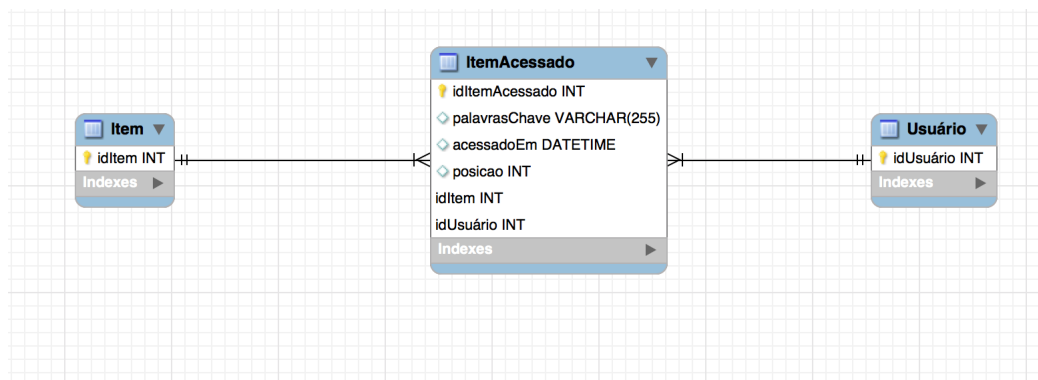 Item
idItem INT
Indexes
ItemAcessado
idItemAcessado INT
palavrasChave VARCHAR(255)
acessadoEm DATETIME
posicao INT
idItem INT
idUsuário INT
Indexes
Usuário
idUsuário INT
Indexes